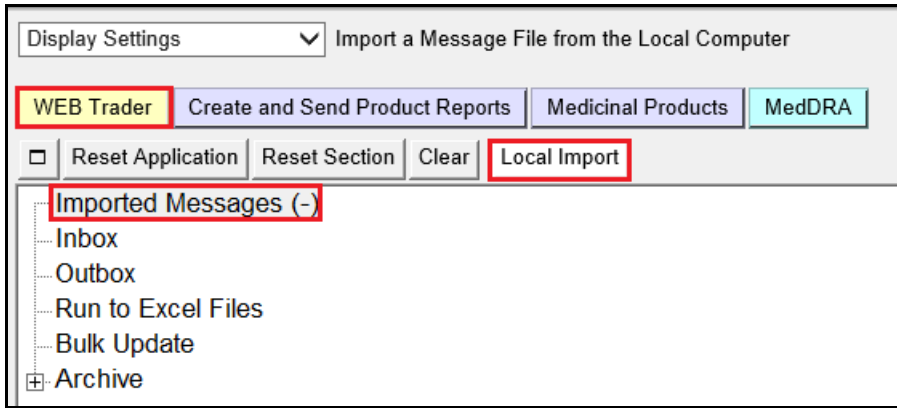 Display Settings Import a Message File from the Local Computer
WEB Trader Create and Send Product Reports Medicinal Products MedDRA
Reset Application Reset Section Clear Local Import
Imported Messages (-)
Inbox
Outbox
Run to Excel Files
Bulk Update
Archive